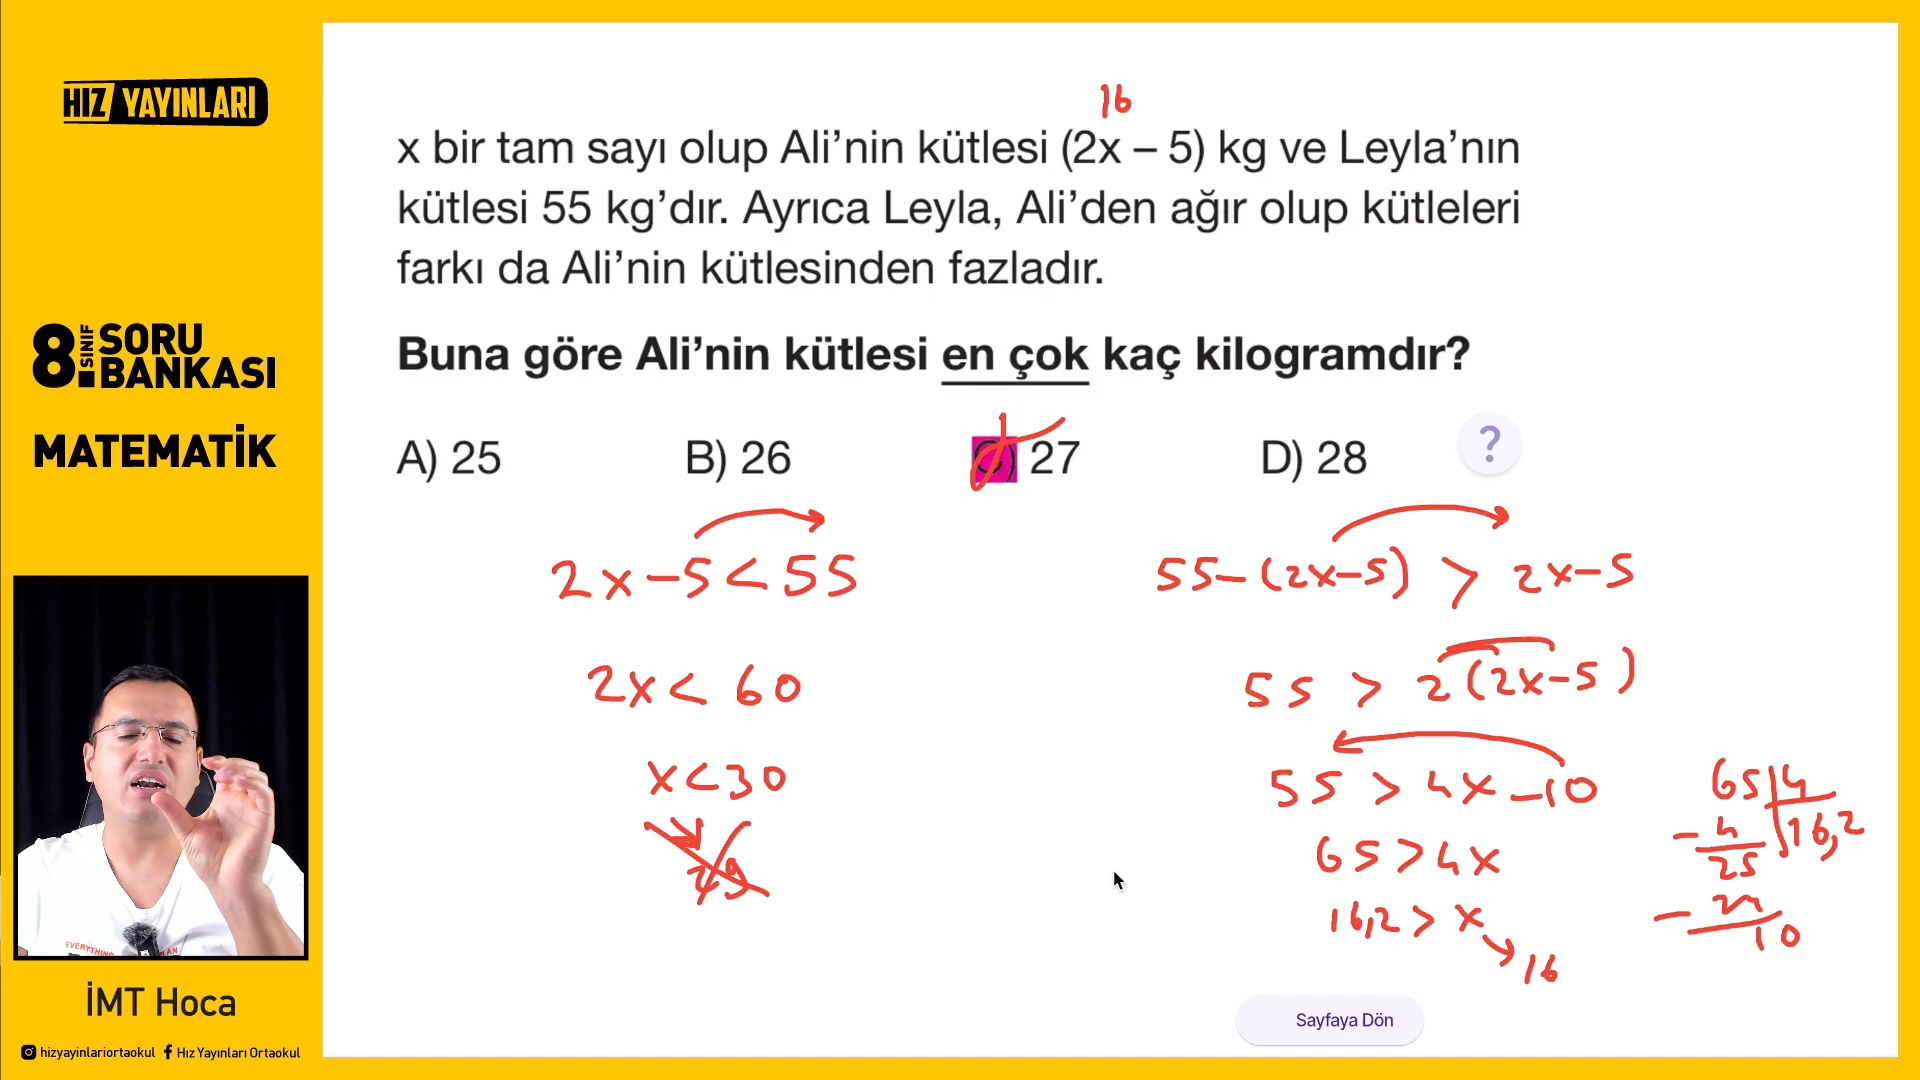 HIZ YAYINLARI
8. SINIF SORU BANKASI
MATEMATİK
16
x bir tam sayı olup Ali’nin kütlesi (2x – 5) kg ve Leyla’nın
kütlesi 55 kg’dır. Ayrıca Leyla, Ali’den ağır olup kütleleri
farkı da Ali’nin kütlesinden fazladır.
Buna göre Ali’nin kütlesi en çok kaç kilogramdır?
A) 25 B) 26 C) 27 D) 28 ?
2x-5<55
2x< 60
x<30
29
55-(2x-5) > 2x-5
55 > 2(2x-5)
55 > 4x-10
65>4x
16,2 > x
16
65 4
-4 16,2
25
- 24
10
EVERYTHING
İMT Hoca
hizyayinlariortaokul Hız Yayınları Ortaokul
Sayfaya Dön